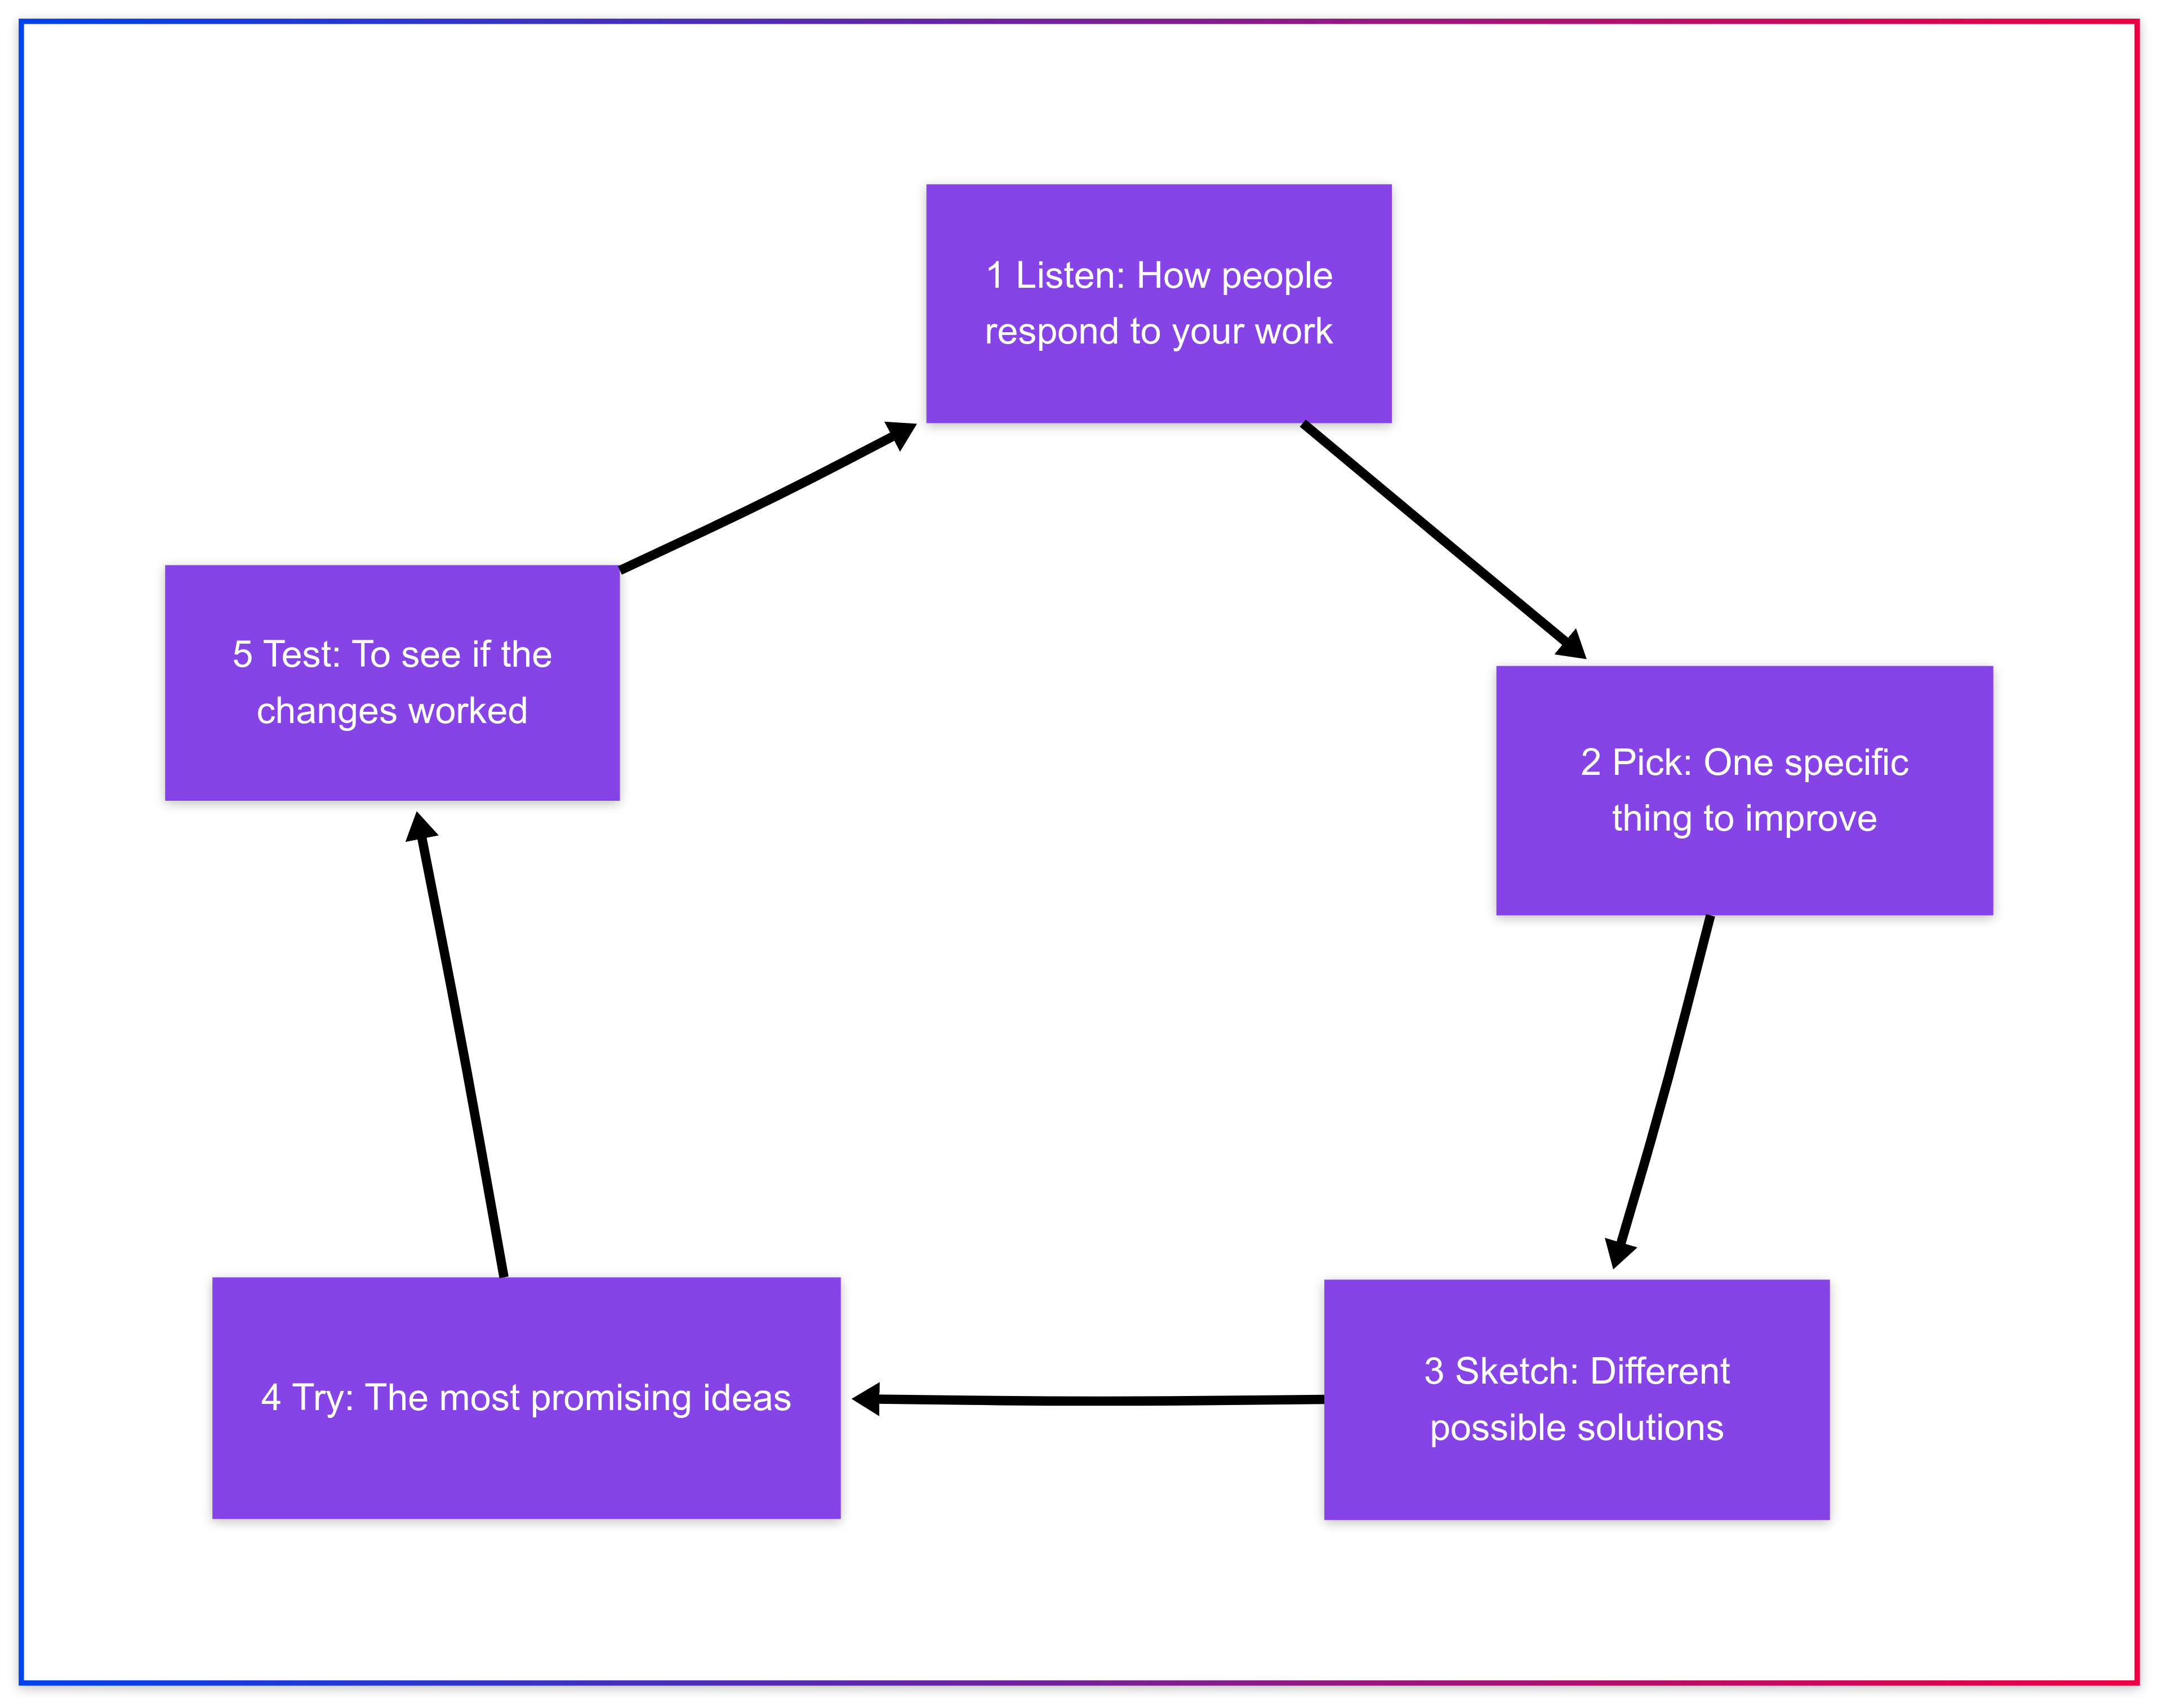 1 Listen: How people
respond to your work
2 Pick: One specific
thing to improve
3 Sketch: Different
possible solutions
4 Try: The most promising ideas
5 Test: To see if the
changes worked